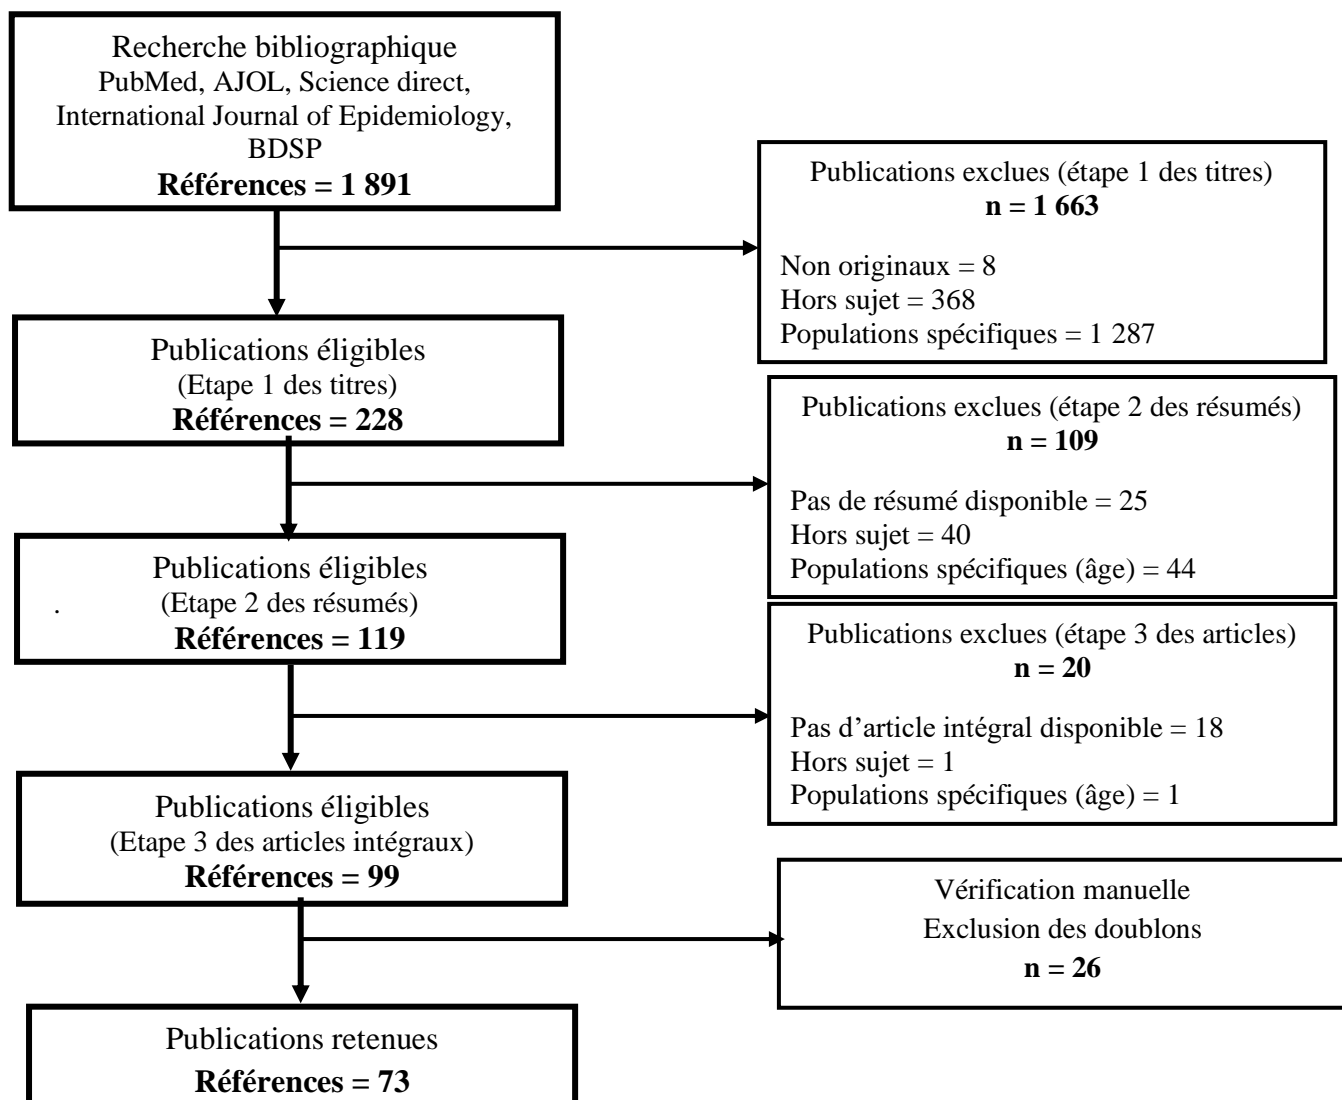 Recherche bibliographique
PubMed, AJOL, Science direct,
International Journal of Epidemiology,
BDSP
Références = 1 891
Publications exclues (étape 1 des titres)
n = 1 663
Non originaux = 8
Hors sujet = 368
Populations spécifiques = 1 287
Publications éligibles
(Etape 1 des titres)
Références = 228
Publications exclues (étape 2 des résumés)
n = 109
Pas de résumé disponible = 25
Hors sujet = 40
Populations spécifiques (âge) = 44
Publications éligibles
(Etape 2 des résumés)
.
Références = 119
Publications exclues (étape 3 des articles)
n = 20
Pas d’article intégral disponible = 18
Hors sujet = 1
Populations spécifiques (âge) = 1
Publications éligibles
(Etape 3 des articles intégraux)
Références = 99
Vérification manuelle
Exclusion des doublons
n = 26
Publications retenues
Références = 73